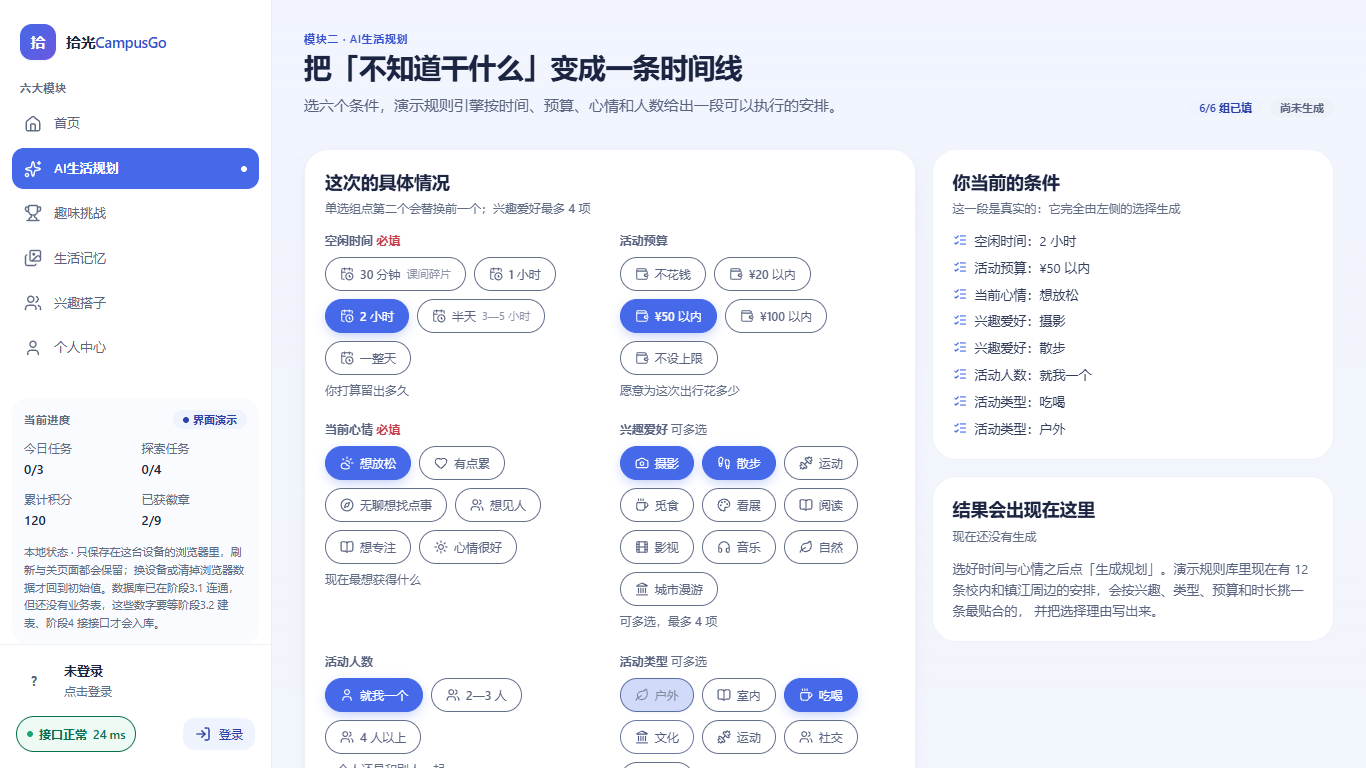 拾
拾光CampusGo
六大模块
首页
AI生活规划
趣味挑战
生活记忆
兴趣搭子
个人中心
当前进度
界面演示
今日任务
探索任务
0/3
0/4
累计积分
已获徽章
120
2/9
本地状态 · 只保存在这台设备的浏览器里，刷
新与关页面都会保留；换设备或清掉浏览器数
据才回到初始值。数据库已在阶段3.1 连通，
但还没有业务表，这些数字要等阶段3.2 建
表、阶段4 接接口才会入库。
?
未登录
点击登录
接口正常 24 ms
登录
模块二 · AI生活规划
把「不知道干什么」变成一条时间线
选六个条件，演示规则引擎按时间、预算、心情和人数给出一段可以执行的安排。
6/6 组已填
尚未生成
这次的具体情况
单选组点第二个会替换前一个；兴趣爱好最多 4 项
空闲时间 必填
30 分钟 课间碎片
1 小时
2 小时
半天 3—5 小时
一整天
你打算留出多久
活动预算
不花钱
¥20 以内
¥50 以内
¥100 以内
不设上限
愿意为这次出行花多少
当前心情 必填
想放松
有点累
无聊想找点事
想见人
想专注
心情很好
现在最想获得什么
兴趣爱好 可多选
摄影
散步
运动
觅食
看展
阅读
影视
音乐
自然
城市漫游
可多选，最多 4 项
活动人数
就我一个
2—3 人
4 人以上
活动类型 可多选
户外
室内
吃喝
文化
运动
社交
你当前的条件
这一段是真实的：它完全由左侧的选择生成
空闲时间：2 小时
活动预算：¥50 以内
当前心情：想放松
兴趣爱好：摄影
兴趣爱好：散步
活动人数：就我一个
活动类型：吃喝
活动类型：户外
结果会出现在这里
现在还没有生成
选好时间与心情之后点「生成规划」。演示规则库里现在有 12
条校内和镇江周边的安排，会按兴趣、类型、预算和时长挑一
条最贴合的， 并把选择理由写出来。